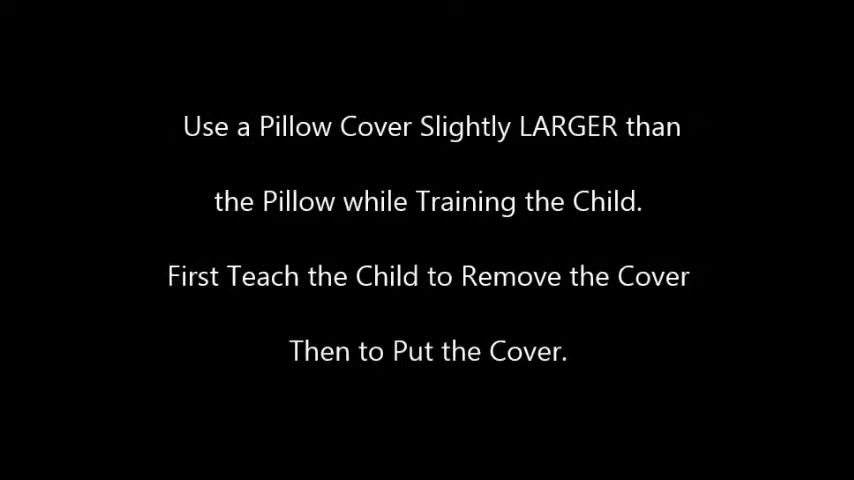 Use a Pillow Cover Slightly LARGER than
the Pillow while Training the Child.
First Teach the Child to Remove the Cover
Then to Put the Cover.